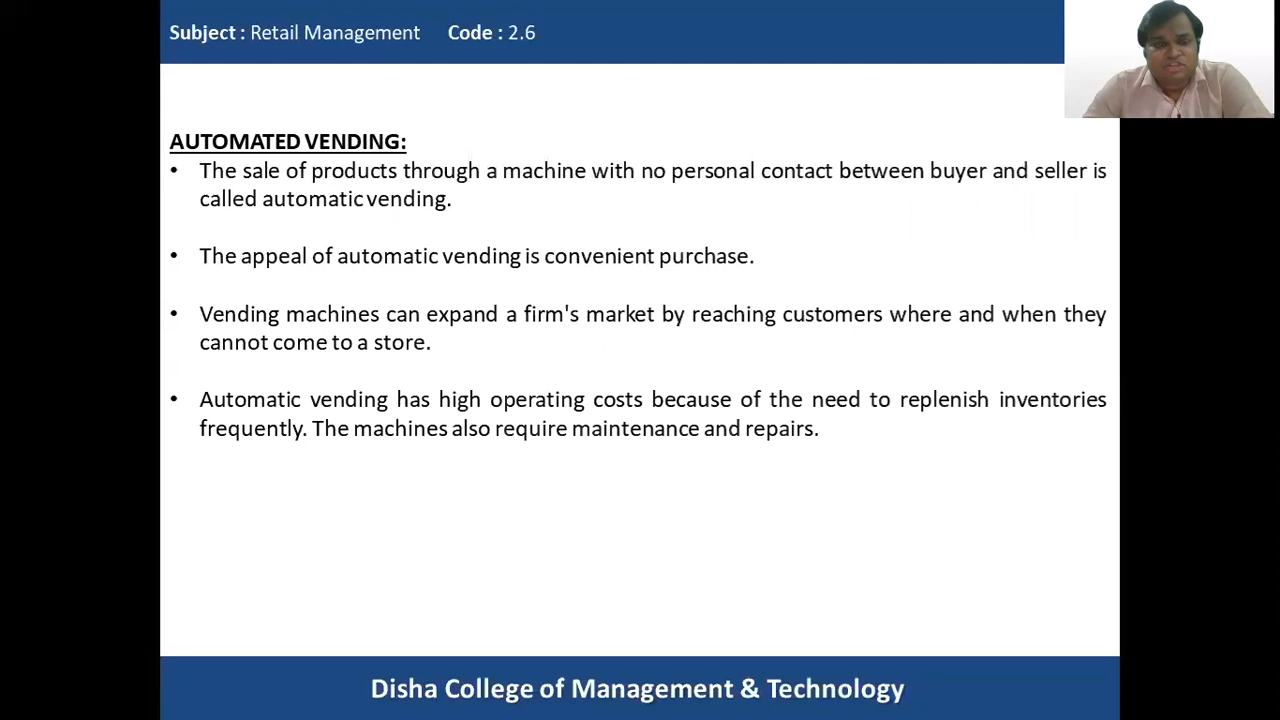 Subject : Retail Management Code : 2.6
AUTOMATED VENDING:
• The sale of products through a machine with no personal contact between buyer and seller is
called automatic vending.
• The appeal of automatic vending is convenient purchase.
• Vending machines can expand a firm's market by reaching customers where and when they
cannot come to a store.
• Automatic vending has high operating costs because of the need to replenish inventories
frequently. The machines also require maintenance and repairs.
Disha College of Management & Technology